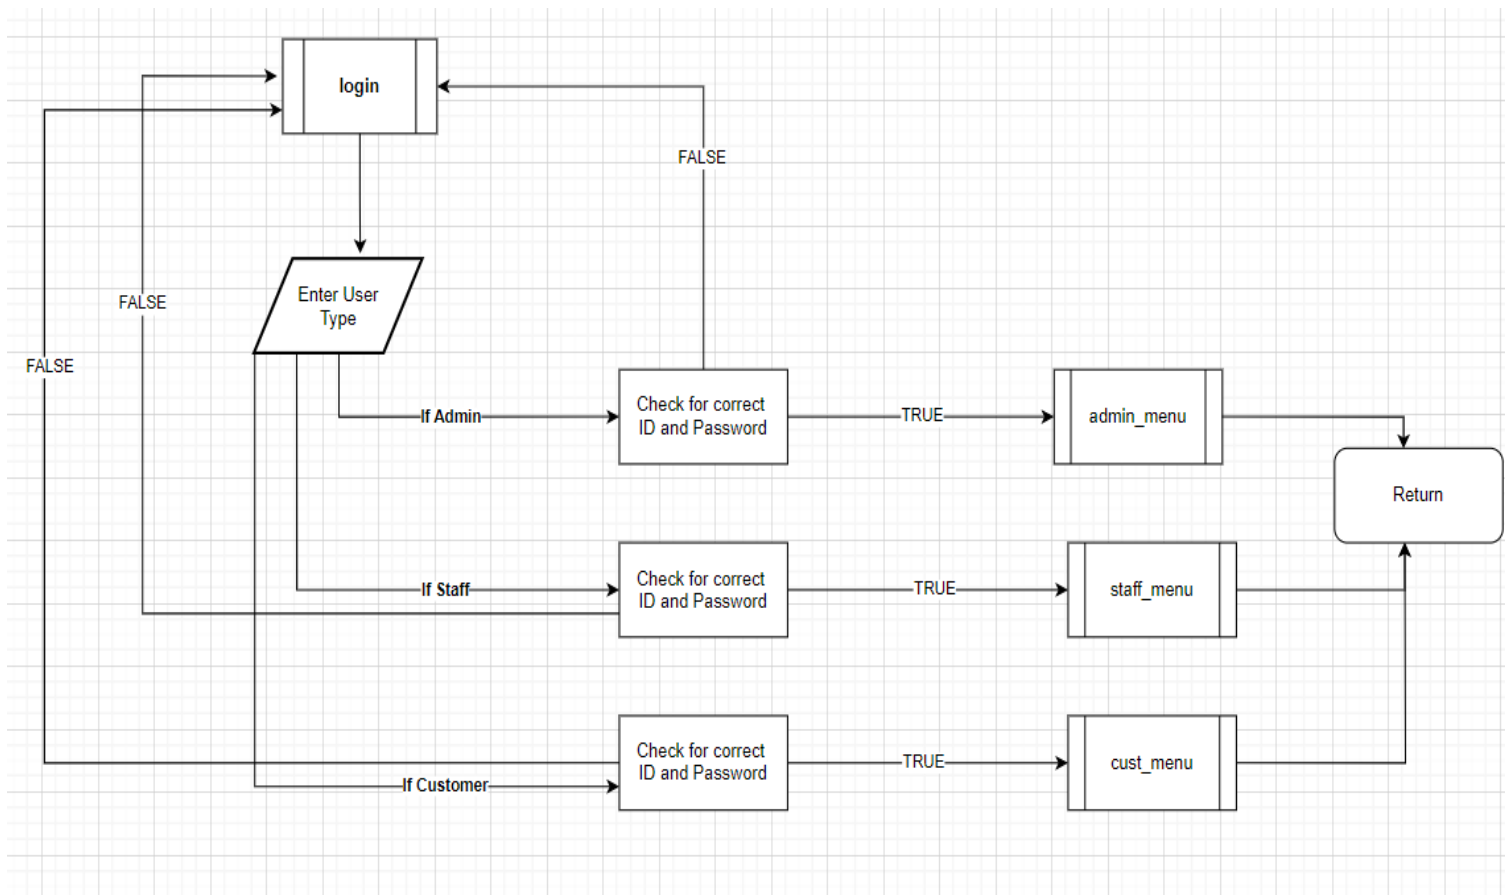 login
FALSE
Enter User
Type
FALSE
FALSE
If Admin
Check for correct
ID and Password
TRUE
admin_menu
Return
If Staff
Check for correct
ID and Password
TRUE
staff_menu
If Customer
Check for correct
ID and Password
TRUE
cust_menu